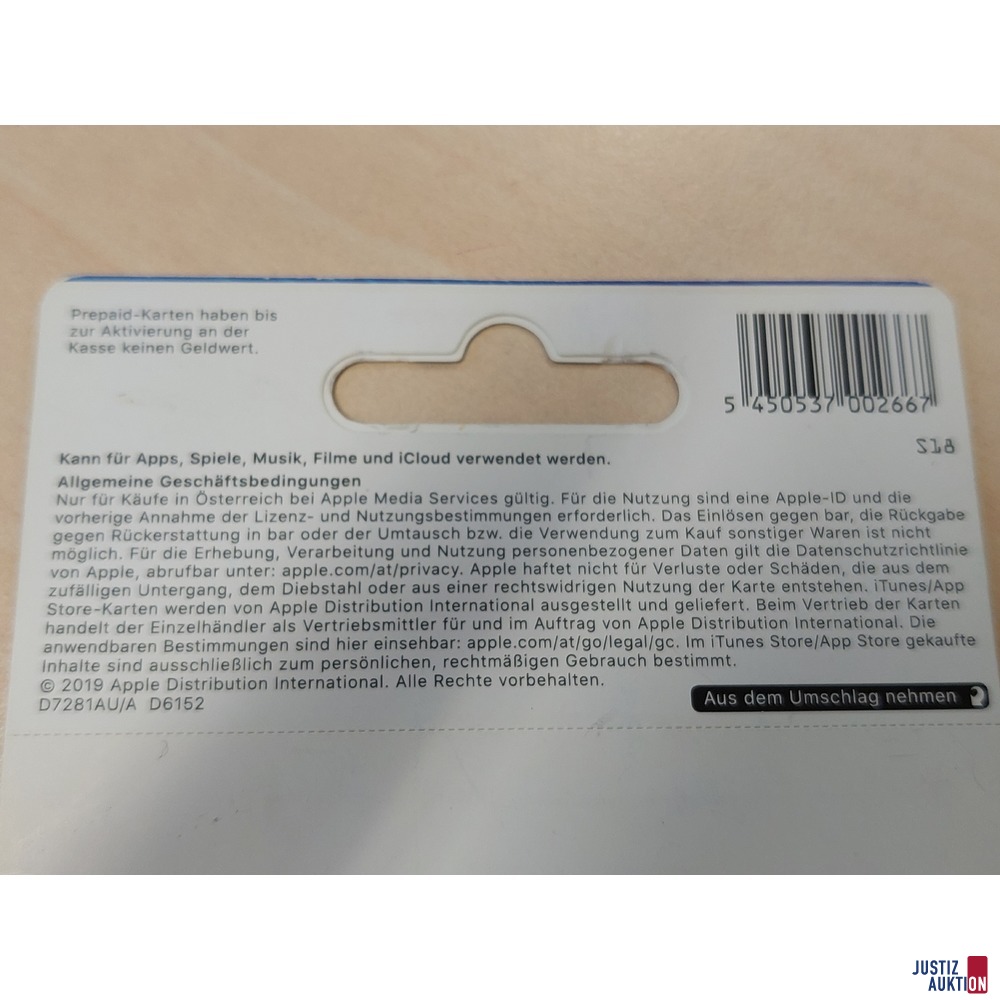 Prepaid-Karten haben bis
zur Aktivierung an der
Kasse keinen Geldwert.
5 450537 002667
S18
Kann für Apps, Spiele, Musik, Filme und iCloud verwendet werden.
Allgemeine Geschäftsbedingungen
Nur für Käufe in Österreich bei Apple Media Services gültig. Für die Nutzung sind eine Apple-ID und die
vorherige Annahme der Lizenz- und Nutzungsbestimmungen erforderlich. Das Einlösen gegen bar, die Rückgabe
gegen Rückerstattung in bar oder der Umtausch bzw. die Verwendung zum Kauf sonstiger Waren ist nicht
möglich. Für die Erhebung, Verarbeitung und Nutzung personenbezogener Daten gilt die Datenschutzrichtlinie
von Apple, abrufbar unter: apple.com/at/privacy. Apple haftet nicht für Verluste oder Schäden, die aus dem
zufälligen Untergang, dem Diebstahl oder aus einer rechtswidrigen Nutzung der Karte entstehen. iTunes/App
Store-Karten werden von Apple Distribution International ausgestellt und geliefert. Beim Vertrieb der Karten
handelt der Einzelhändler als Vertriebsmittler für und im Auftrag von Apple Distribution International. Die
anwendbaren Bestimmungen sind hier einsehbar: apple.com/at/go/legal/gc. Im iTunes Store/App Store gekaufte
Inhalte sind ausschließlich zum persönlichen, rechtmäßigen Gebrauch bestimmt.
© 2019 Apple Distribution International. Alle Rechte vorbehalten.
D7281AU/A D6152
Aus dem Umschlag nehmen
JUSTIZ
AUKTION